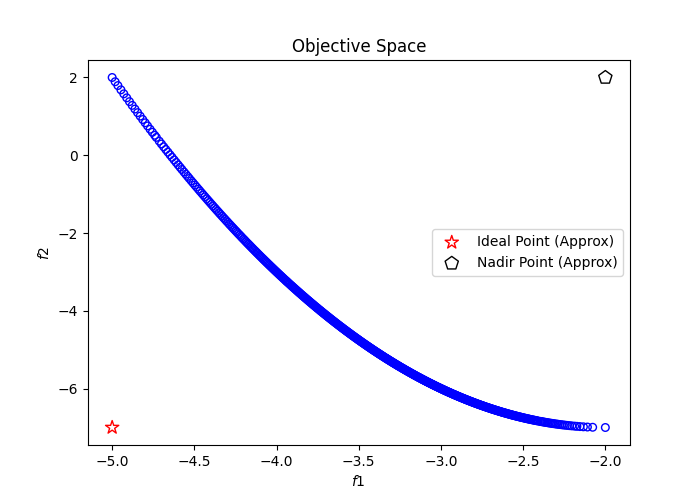 Objective Space
2
0
−2
−4
−6
f2
Ideal Point (Approx)
Nadir Point (Approx)
−5.0 −4.5 −4.0 −3.5 −3.0 −2.5 −2.0
f1